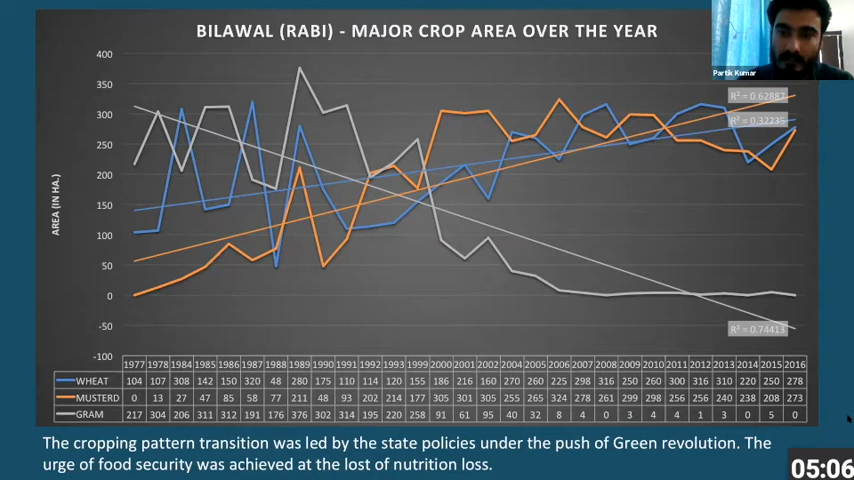 BILAWAL (RABI) - MAJOR CROP AREA OVER THE YEAR
Partik Kumar
400
350
300
250
200
150
100
50
0
-50
-100
AREA (IN HA.)
R² = 0.62887
R² = 0.32235
R² = 0.74413
1977 1978 1984 1985 1986 1987 1988 1989 1990 1991 1992 1993 1999 2000 2001 2002 2004 2005 2006 2007 2008 2009 2010 2011 2012 2013 2014 2015 2016
WHEAT 104 107 308 142 150 320 48 280 175 110 114 120 155 186 216 160 270 260 225 298 316 250 260 300 316 310 220 250 278
MUSTERD 0 13 27 47 85 58 77 211 48 93 202 214 177 305 301 305 255 265 324 278 261 299 298 256 256 240 238 208 273
GRAM 217 304 206 311 312 191 176 376 302 314 195 220 258 91 61 95 40 32 8 4 0 3 4 4 1 3 0 5 0
The cropping pattern transition was led by the state policies under the push of Green revolution. The
urge of food security was achieved at the lost of nutrition loss.
05:06